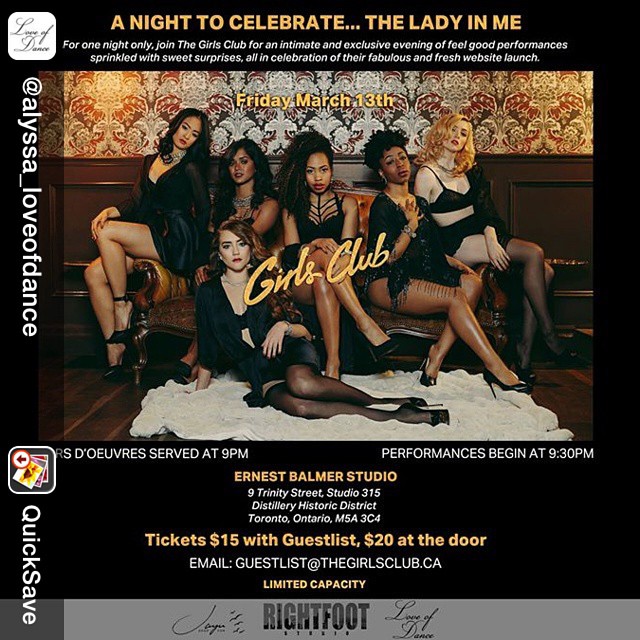 Love of
Dance
@alyssa_loveofdance
A NIGHT TO CELEBRATE... THE LADY IN ME
For one night only, join The Girls Club for an intimate and exclusive evening of feel good performances
sprinkled with sweet surprises, all in celebration of their fabulous and fresh website launch.
Friday March 13th
Girls Club
RS D'OEUVRES SERVED AT 9PM
PERFORMANCES BEGIN AT 9:30PM
ERNEST BALMER STUDIO
9 Trinity Street, Studio 315
Distillery Historic District
Toronto, Ontario, M5A 3C4
Tickets $15 with Guestlist, $20 at the door
EMAIL: GUESTLIST@THEGIRLSCLUB.CA
LIMITED CAPACITY
QuickSave
RIGHTFOOT
STUDIO
Love of
Dance